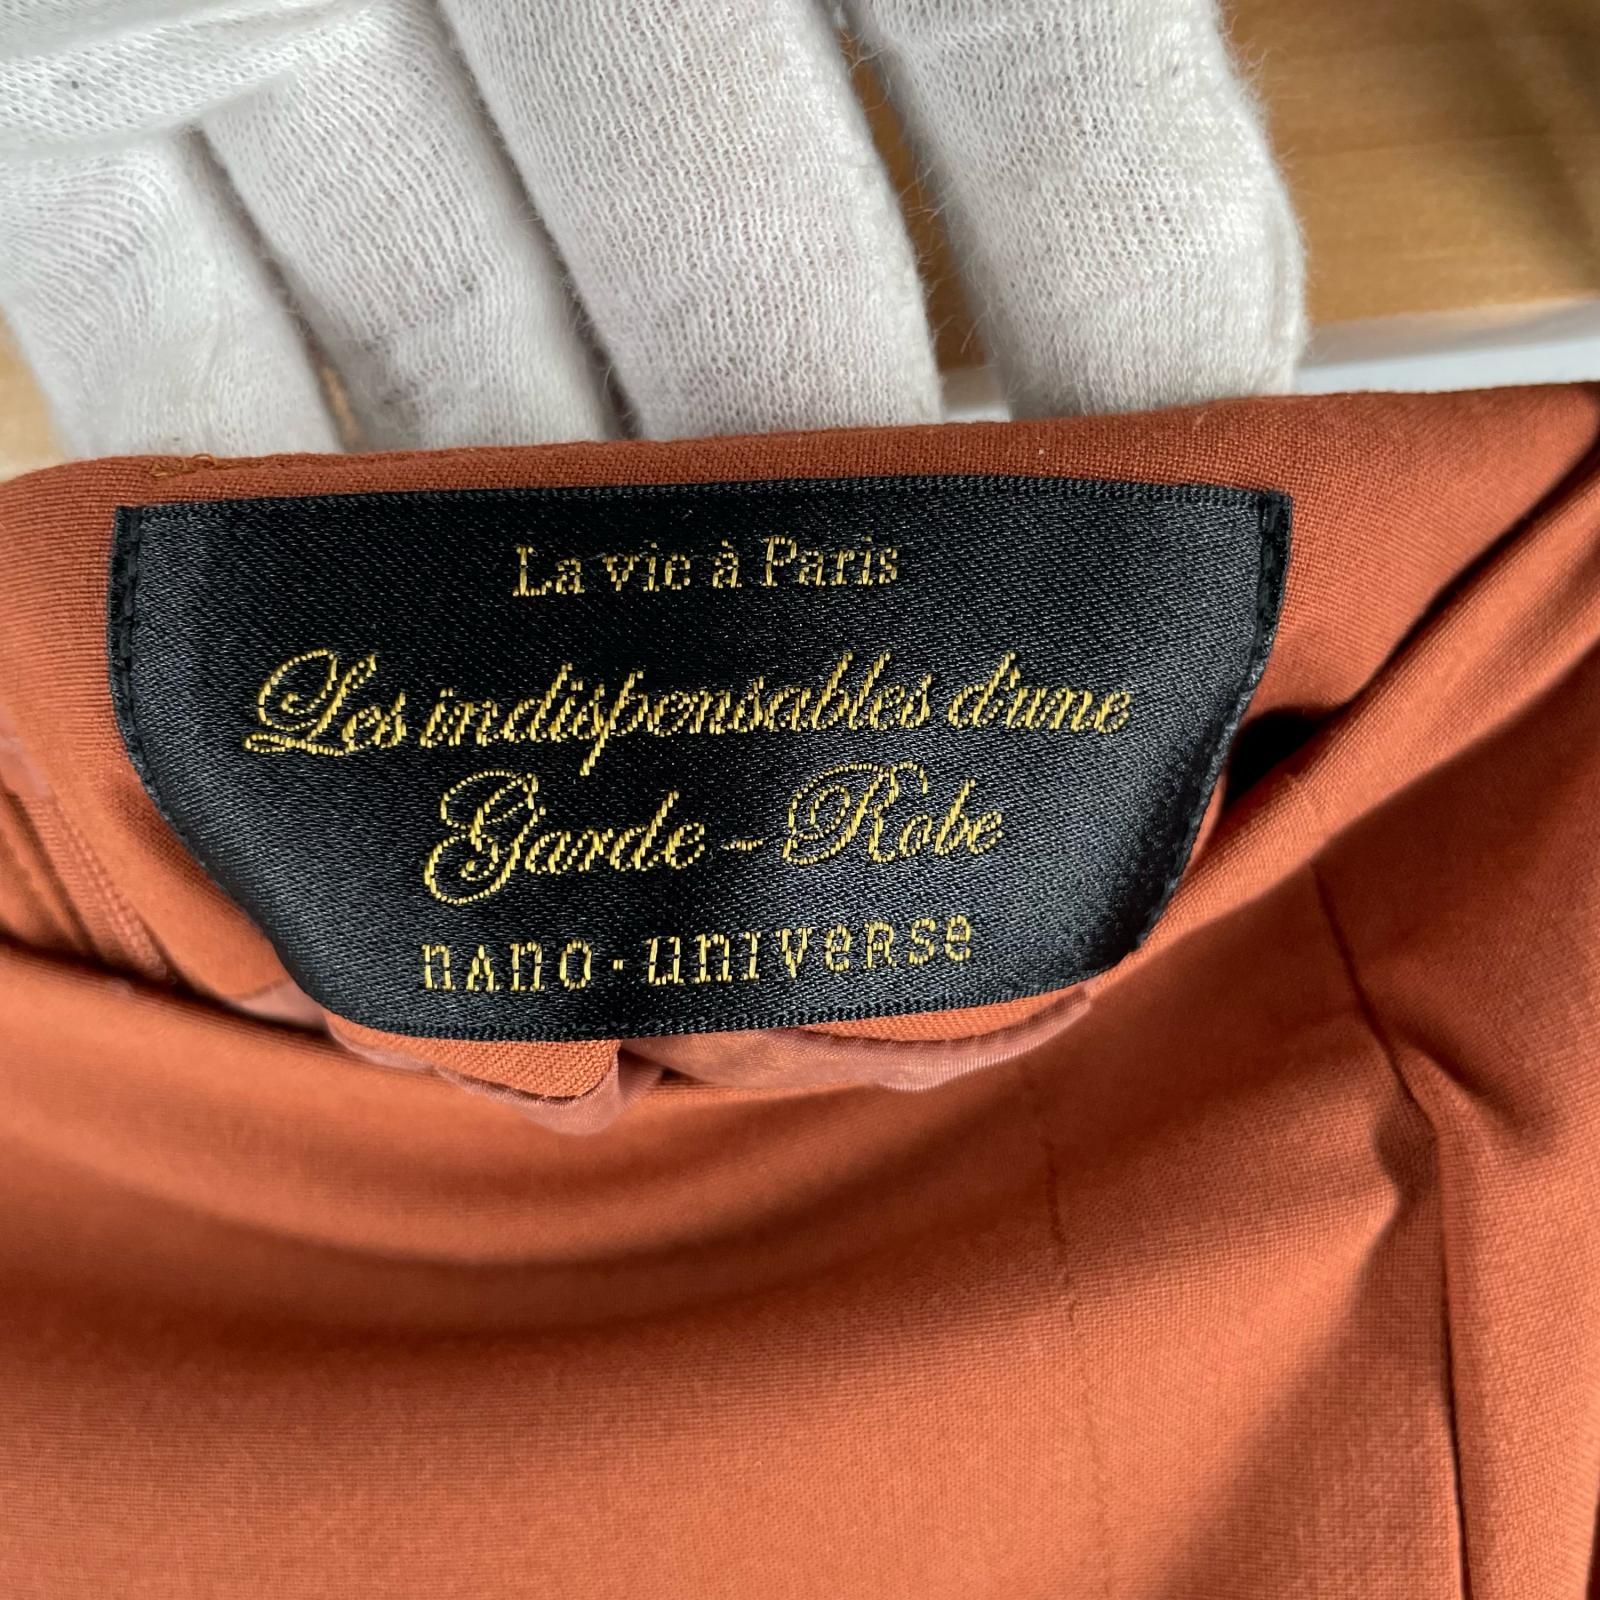 La vie à Paris
Les indispensables d'une
Garde-Robe
nano·universe